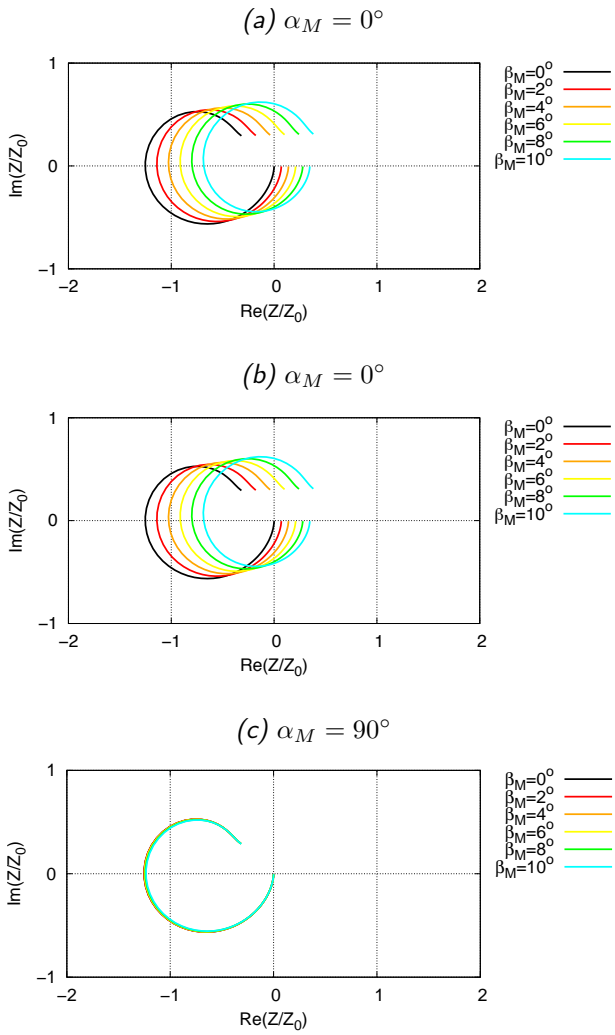 (a) α_M = 0°
β_M=0°
β_M=2°
β_M=4°
β_M=6°
β_M=8°
β_M=10°
1
0
−1
Im(Z/Z_0)
−2 −1 0 1 2
Re(Z/Z_0)
(b) α_M = 0°
β_M=0°
β_M=2°
β_M=4°
β_M=6°
β_M=8°
β_M=10°
1
0
−1
Im(Z/Z_0)
−2 −1 0 1 2
Re(Z/Z_0)
(c) α_M = 90°
β_M=0°
β_M=2°
β_M=4°
β_M=6°
β_M=8°
β_M=10°
1
0
−1
Im(Z/Z_0)
−2 −1 0 1 2
Re(Z/Z_0)